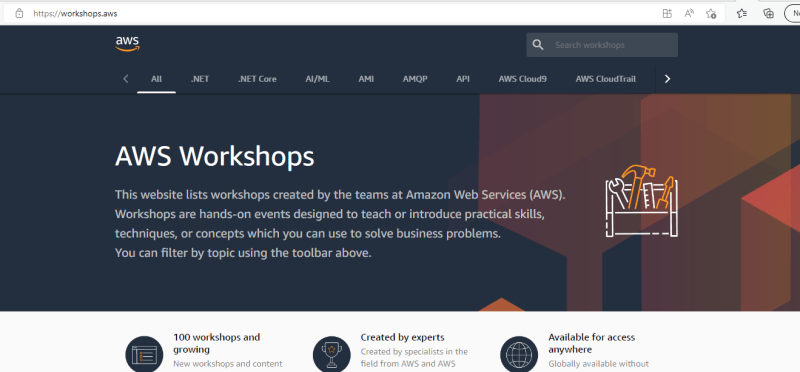 https://workshops.aws
aws
Search workshops
All .NET .NET Core AI/ML AMI AMQP API AWS Cloud9 AWS CloudTrail
AWS Workshops
This website lists workshops created by the teams at Amazon Web Services (AWS).
Workshops are hands-on events designed to teach or introduce practical skills,
techniques, or concepts which you can use to solve business problems.
You can filter by topic using the toolbar above.
100 workshops and
growing
New workshops and content
Created by experts
Created by specialists in the
field from AWS and AWS
Available for access
anywhere
Globally available without